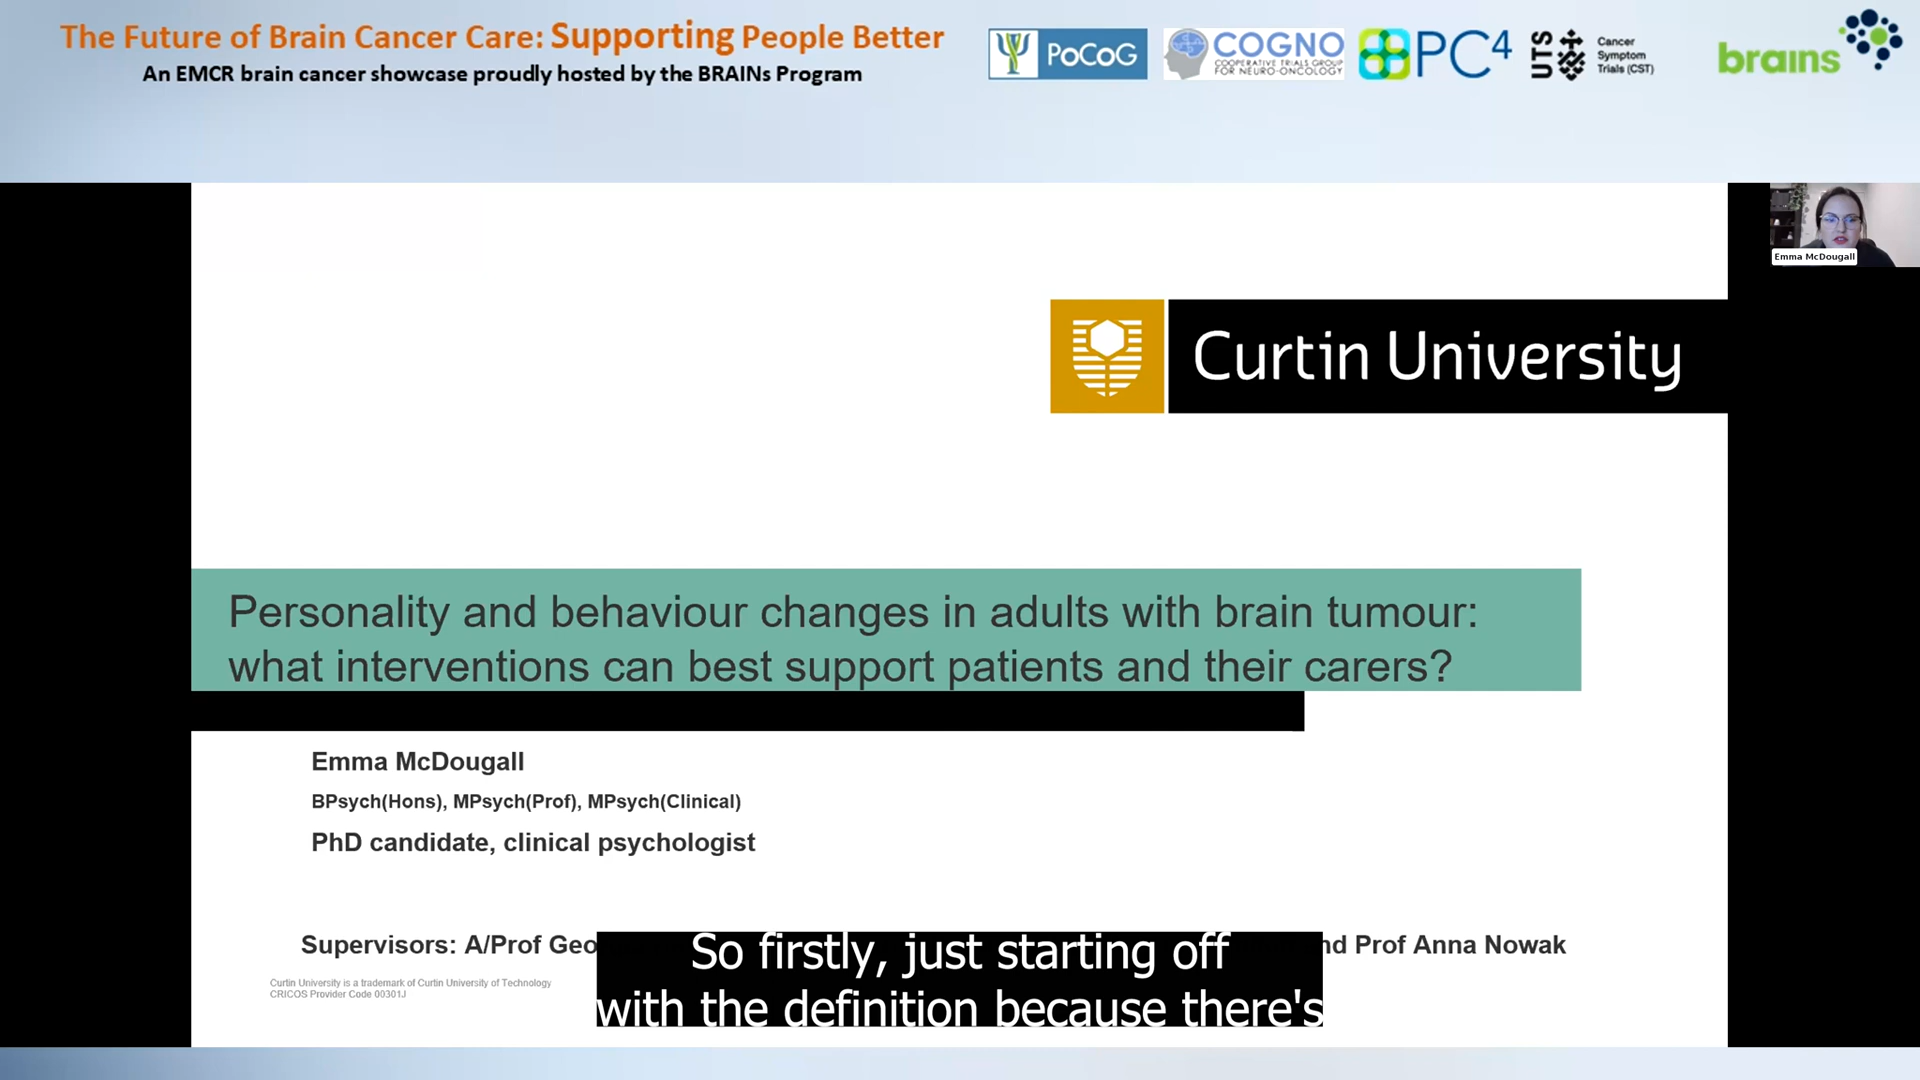 The Future of Brain Cancer Care: Supporting People Better
An EMCR brain cancer showcase proudly hosted by the BRAINs Program
PoCoG
COGNO
COOPERATIVE TRIALS GROUP
FOR NEURO-ONCOLOGY
PC4
UTS
Cancer
Symptom
Trials (CST)
brains
Emma McDougall
Curtin University
Personality and behaviour changes in adults with brain tumour:
what interventions can best support patients and their carers?
Emma McDougall
BPsych(Hons), MPsych(Prof), MPsych(Clinical)
PhD candidate, clinical psychologist
Supervisors: A/Prof Prof Anna Nowak
Curtin University is a trademark of Curtin University of Technology
CRICOS Provider Code 00301J
So firstly, just starting off
with the definition because there's